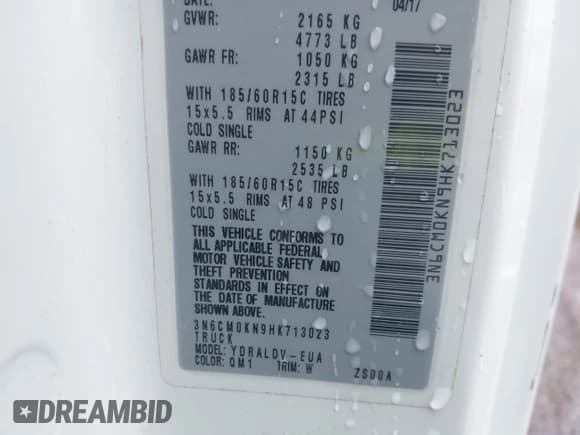 DATE: 04/17
GVWR: 2165 KG
4773 LB
GAWR FR: 1050 KG
2315 LB
WITH 185/60R15C TIRES
15x5.5 RIMS AT 44PSI
COLD SINGLE
GAWR RR: 1150 KG
2535 LB
WITH 185/60R15C TIRES
15x5.5 RIMS AT 48 PSI
COLD SINGLE
THIS VEHICLE CONFORMS TO
ALL APPLICABLE FEDERAL
MOTOR VEHICLE SAFETY AND
THEFT PREVENTION
STANDARDS IN EFFECT ON
THE DATE OF MANUFACTURE
SHOWN ABOVE.
3N6CM0KN9HK713023
TRUCK
MODEL: YDRALDV-EUA
COLOR: QM1 TRIM: W ZS00A
3N6CM0KN9HK713023
DREAMBID